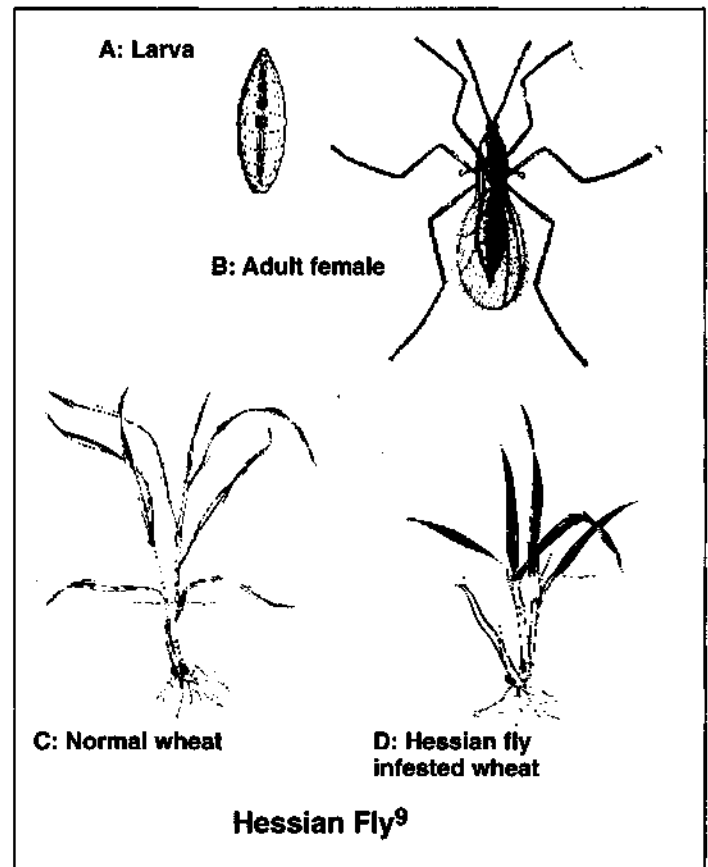 A: Larva
B: Adult female
C: Normal wheat
D: Hessian fly
infested wheat
Hessian Fly⁹